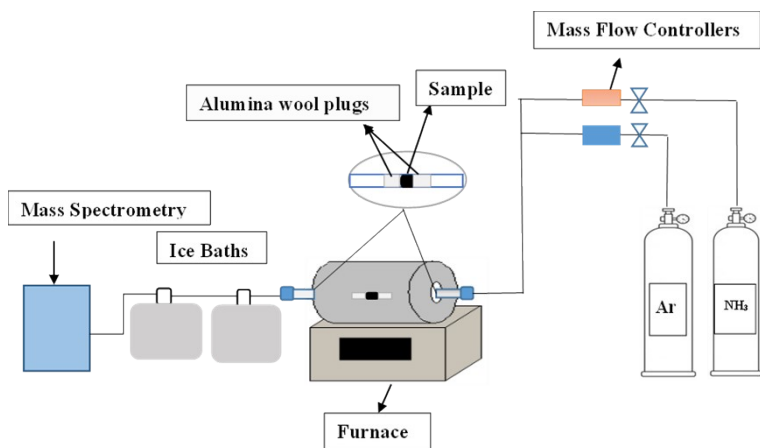 Mass Flow Controllers
Sample
Alumina wool plugs
Mass Spectrometry
Ice Baths
Ar
NH₃
Furnace